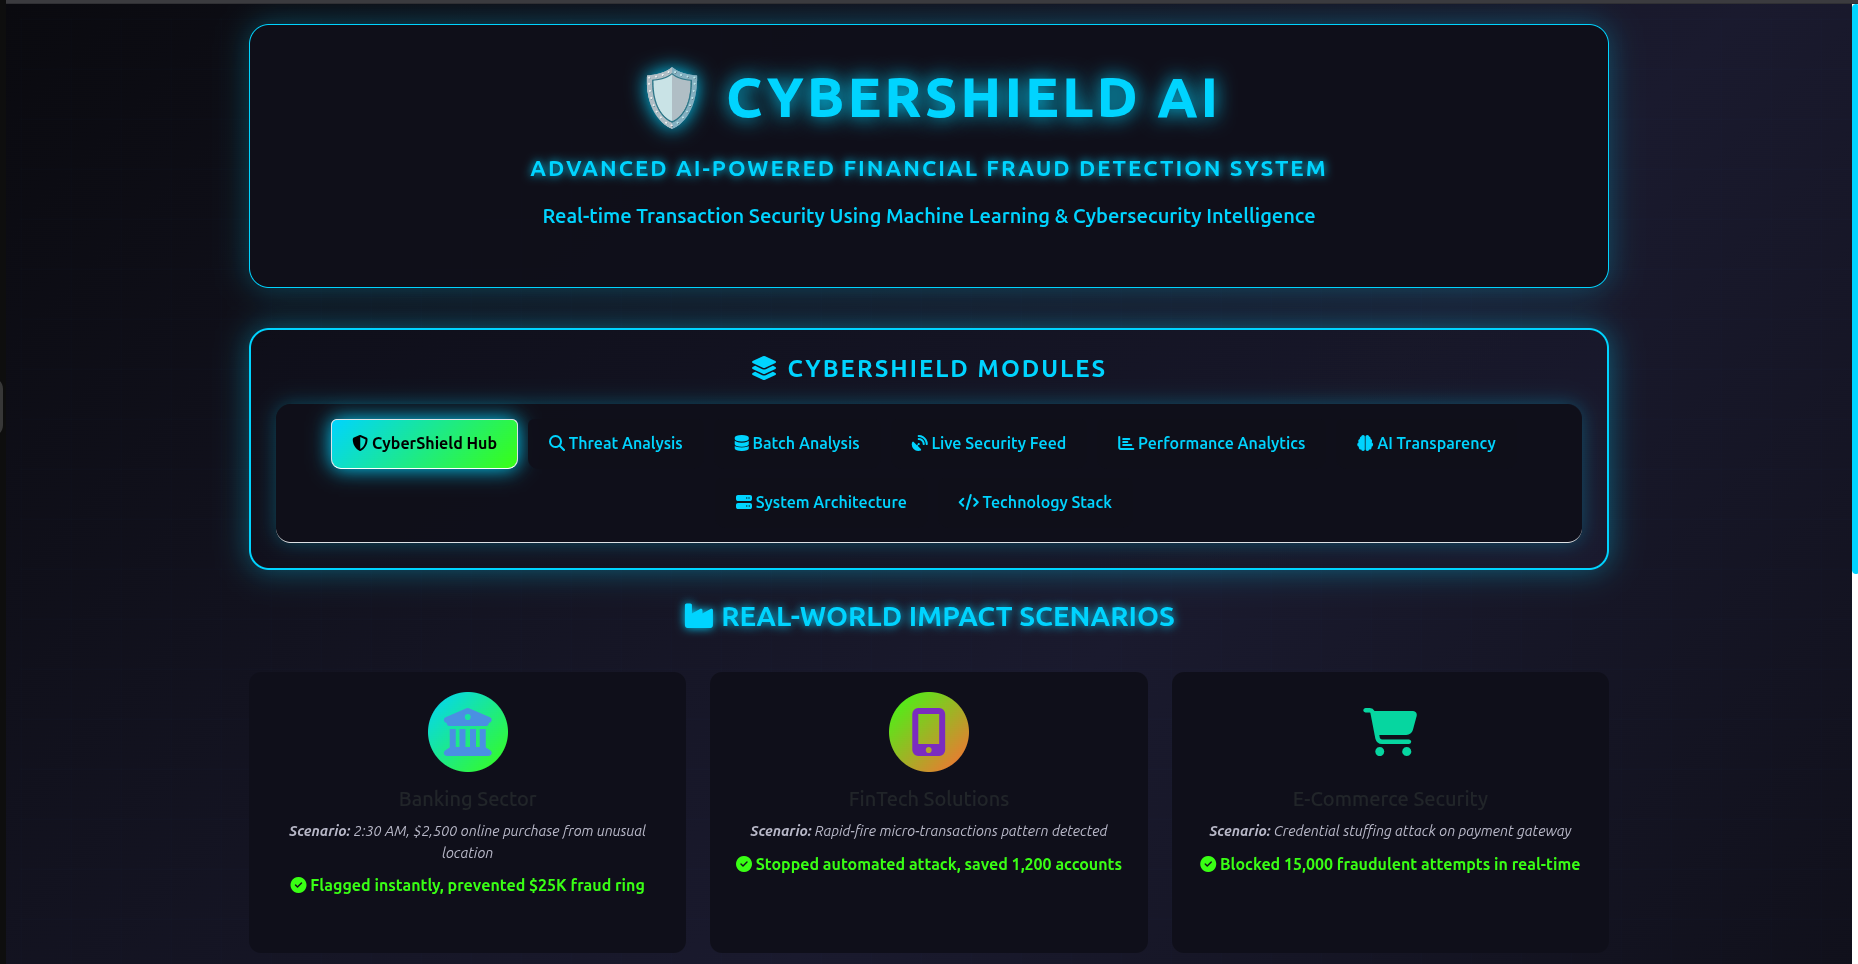 CYBERSHIELD AI
ADVANCED AI-POWERED FINANCIAL FRAUD DETECTION SYSTEM
Real-time Transaction Security Using Machine Learning & Cybersecurity Intelligence
CYBERSHIELD MODULES
CyberShield Hub
Threat Analysis
Batch Analysis
Live Security Feed
Performance Analytics
AI Transparency
System Architecture
Technology Stack
REAL-WORLD IMPACT SCENARIOS
Banking Sector
Scenario: 2:30 AM, $2,500 online purchase from unusual
location
Flagged instantly, prevented $25K fraud ring
FinTech Solutions
Scenario: Rapid-fire micro-transactions pattern detected
Stopped automated attack, saved 1,200 accounts
E-Commerce Security
Scenario: Credential stuffing attack on payment gateway
Blocked 15,000 fraudulent attempts in real-time